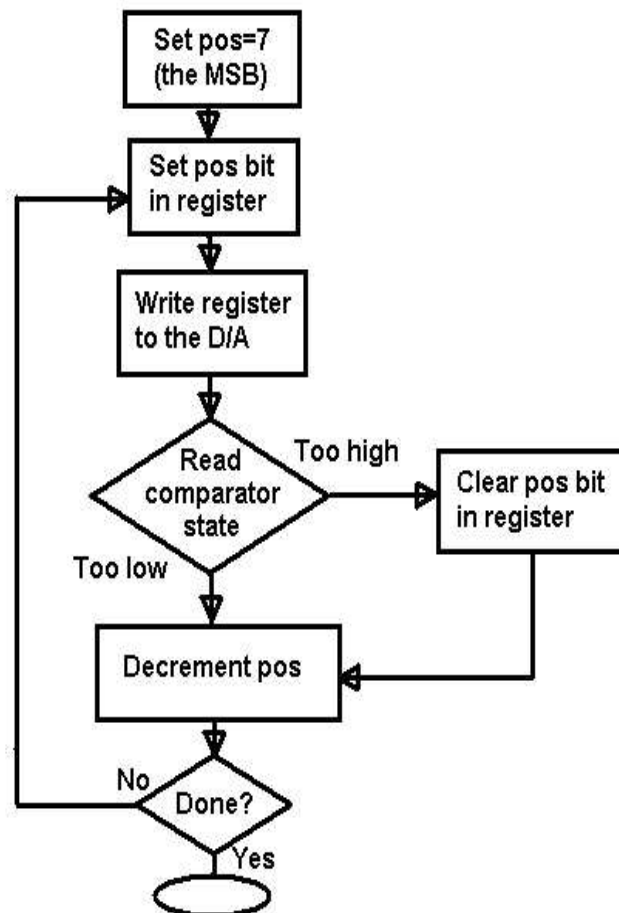 Set pos=7
(the MSB)
Set pos bit
in register
Write register
to the D/A
Read
comparator
state
Too high
Clear pos bit
in register
Too low
Decrement pos
No
Done?
Yes